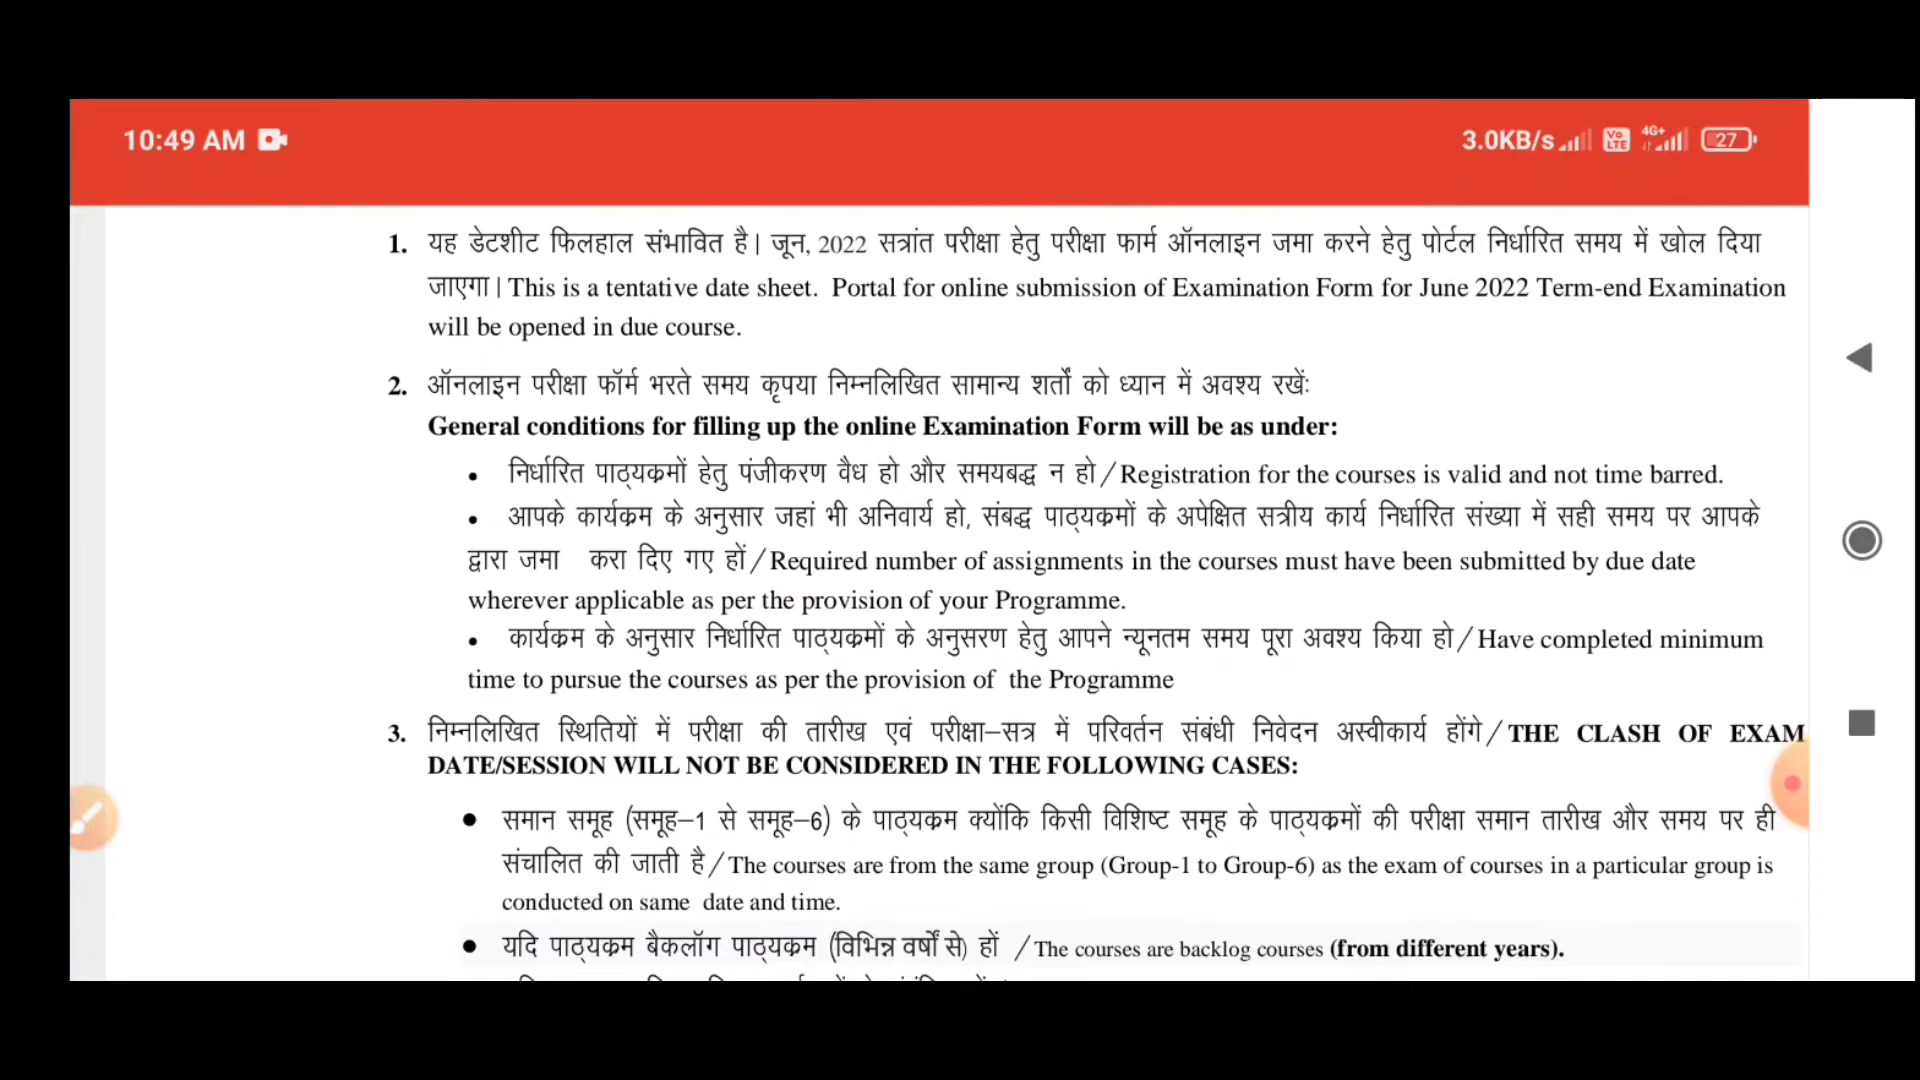 10:49 AM
3.0KB/s
Vo LTE
4G+
27
1. यह डेटशीट फिलहाल संभावित है। जून, 2022 सत्रांत परीक्षा हेतु परीक्षा फार्म ऑनलाइन जमा करने हेतु पोर्टल निर्धारित समय में खोल दिया
जाएगा। This is a tentative date sheet. Portal for online submission of Examination Form for June 2022 Term-end Examination
will be opened in due course.
2. ऑनलाइन परीक्षा फॉर्म भरते समय कृपया निम्नलिखित सामान्य शर्तों को ध्यान में अवश्य रखें:
General conditions for filling up the online Examination Form will be as under:
• निर्धारित पाठ्यक्रमों हेतु पंजीकरण वैध हो और समयबद्ध न हो/Registration for the courses is valid and not time barred.
• आपके कार्यक्रम के अनुसार जहां भी अनिवार्य हो, संबद्ध पाठ्यक्रमों के अपेक्षित सत्रीय कार्य निर्धारित संख्या में सही समय पर आपके
द्वारा जमा करा दिए गए हों/Required number of assignments in the courses must have been submitted by due date
wherever applicable as per the provision of your Programme.
• कार्यक्रम के अनुसार निर्धारित पाठ्यक्रमों के अनुसरण हेतु आपने न्यूनतम समय पूरा अवश्य किया हो/Have completed minimum
time to pursue the courses as per the provision of the Programme
3. निम्नलिखित स्थितियों में परीक्षा की तारीख एवं परीक्षा–सत्र में परिवर्तन संबंधी निवेदन अस्वीकार्य होंगे/THE CLASH OF EXAM
DATE/SESSION WILL NOT BE CONSIDERED IN THE FOLLOWING CASES:
● समान समूह (समूह–1 से समूह–6) के पाठ्यक्रम क्योंकि किसी विशिष्ट समूह के पाठ्यक्रमों की परीक्षा समान तारीख और समय पर ही
संचालित की जाती है/The courses are from the same group (Group-1 to Group-6) as the exam of courses in a particular group is
conducted on same date and time.
● यदि पाठ्यक्रम बैकलॉग पाठ्यक्रम (विभिन्न वर्षों से) हों /The courses are backlog courses (from different years).